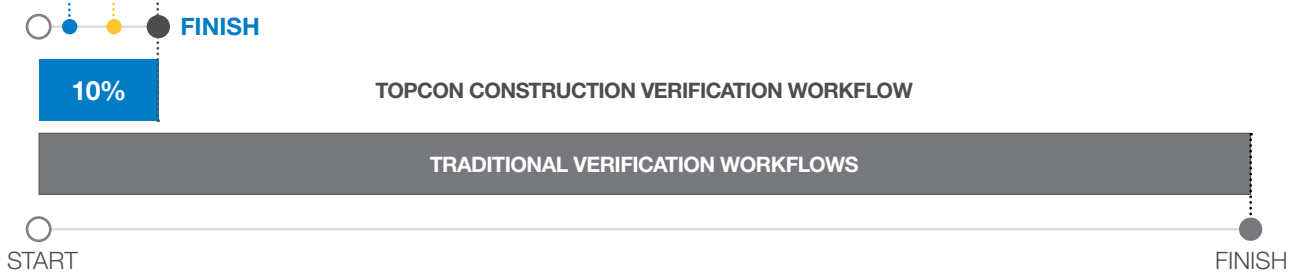 FINISH
10%
TOPCON CONSTRUCTION VERIFICATION WORKFLOW
TRADITIONAL VERIFICATION WORKFLOWS
START
FINISH